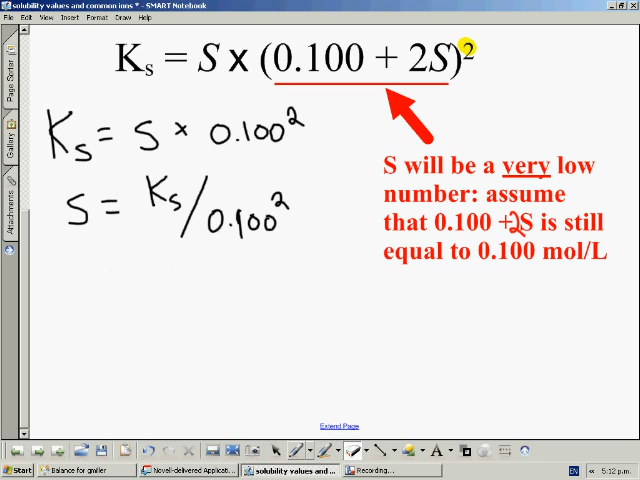 solubility values and common ions * - SMART Notebook
File Edit View Insert Format Draw Help
Page Sorter
Gallery
Attachments
Kₛ = S x (0.100 + 2S)²
Kₛ = S × 0.100²
S = Kₛ/0.100²
S will be a very low
number: assume
that 0.100 +2S is still
equal to 0.100 mol/L
Extend Page
Start
Balance for gmiller
Novell-delivered Applicati...
solubility values and...
Recording...
EN
5:12 p.m.